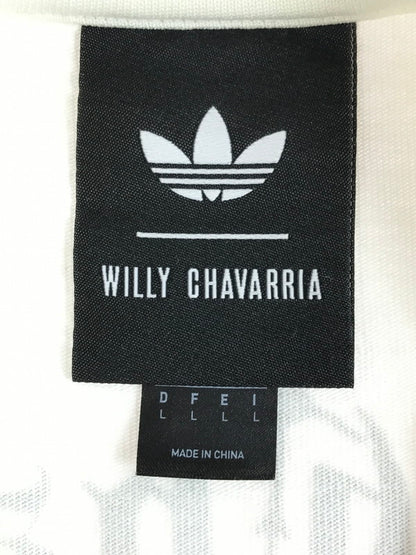 WILLY CHAVARRIA
D F E I
L L L L
MADE IN CHINA